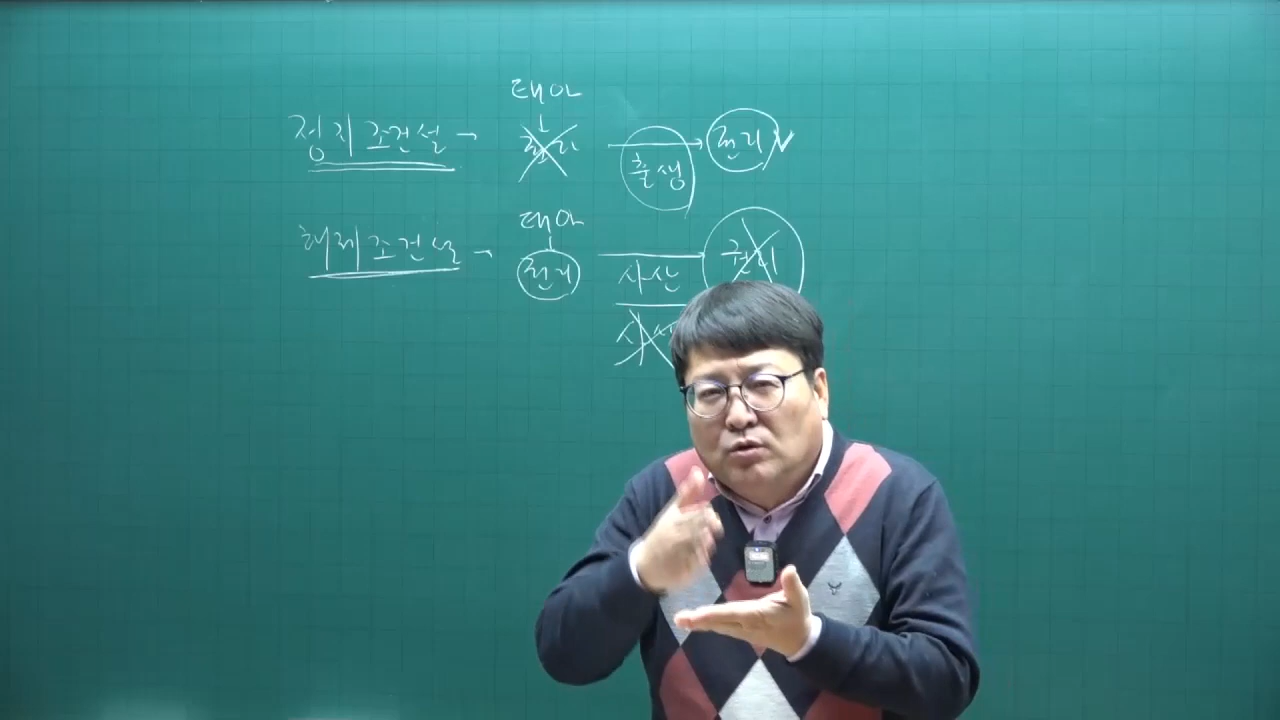 태아
정지조건설 → 권리 출생 권리
태아
해제조건설 → 권리 사산 권리